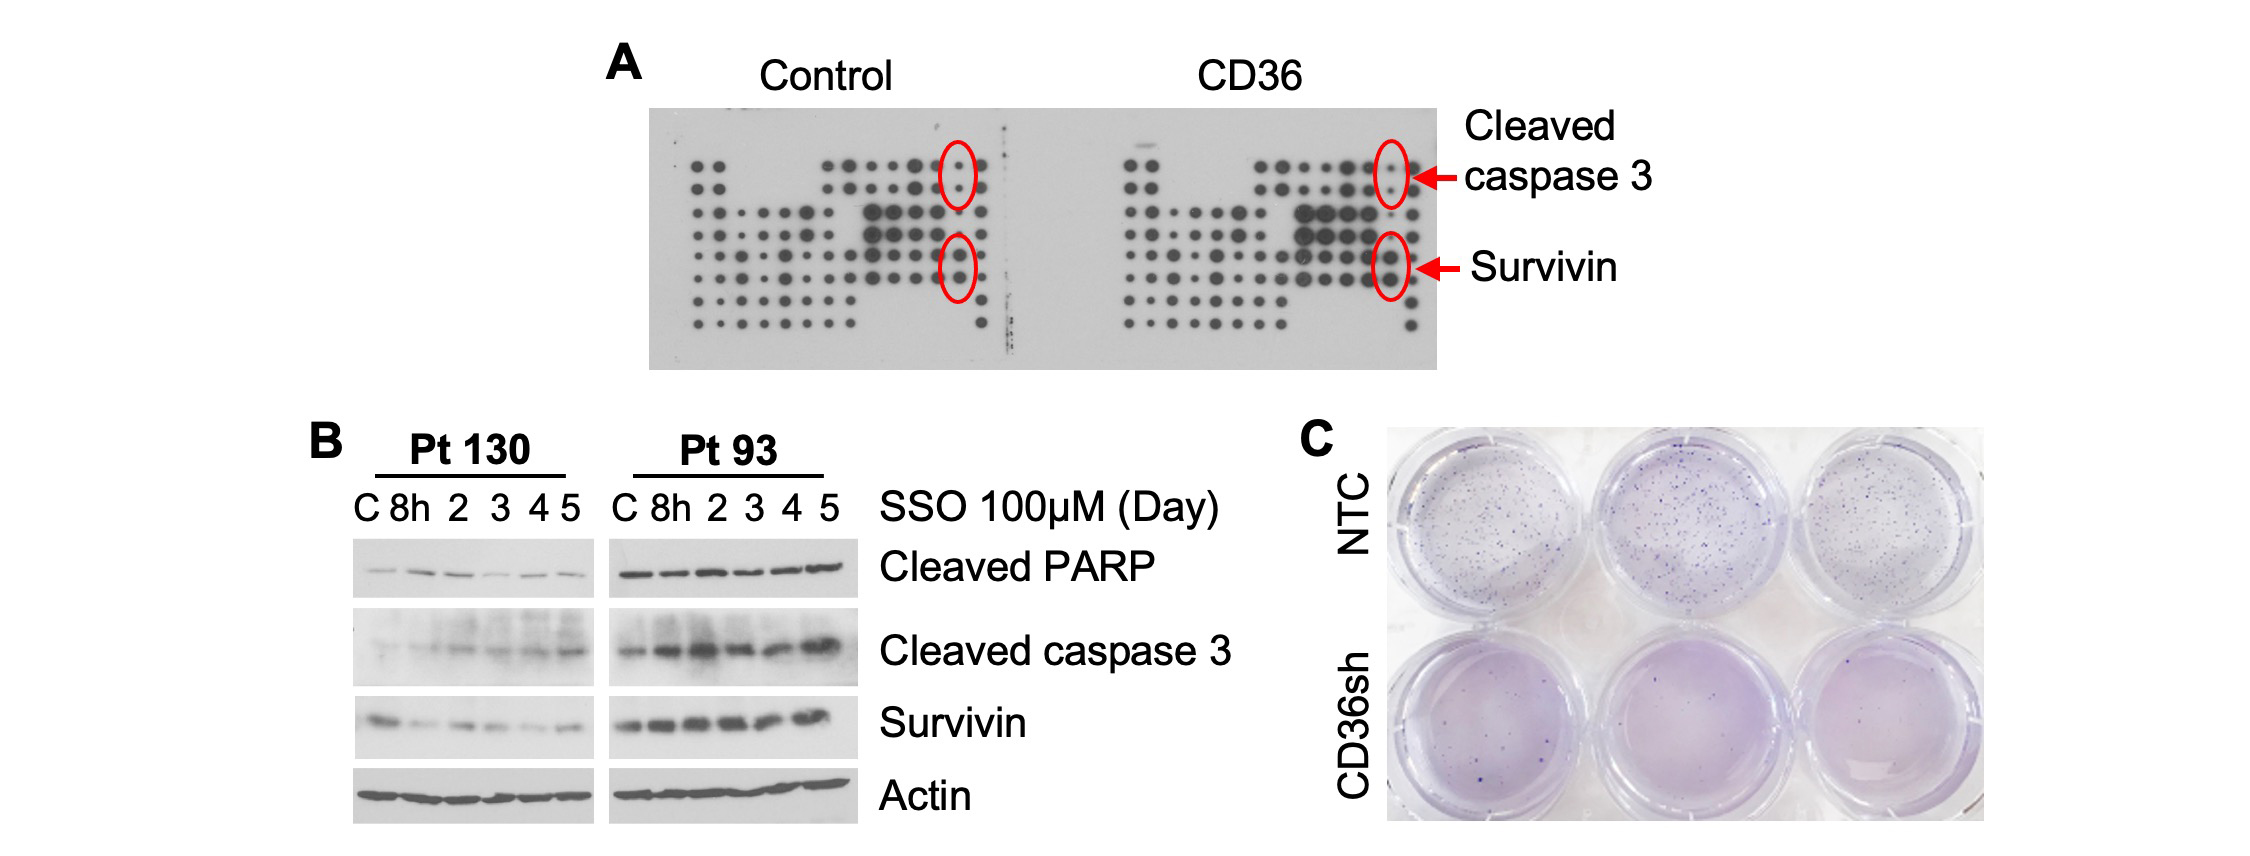 A
Control
CD36
Cleaved
caspase 3
Survivin
B
Pt 130
Pt 93
C 8h 2 3 4 5
C 8h 2 3 4 5
SSO 100µM (Day)
Cleaved PARP
Cleaved caspase 3
Survivin
Actin
C
NTC
CD36sh